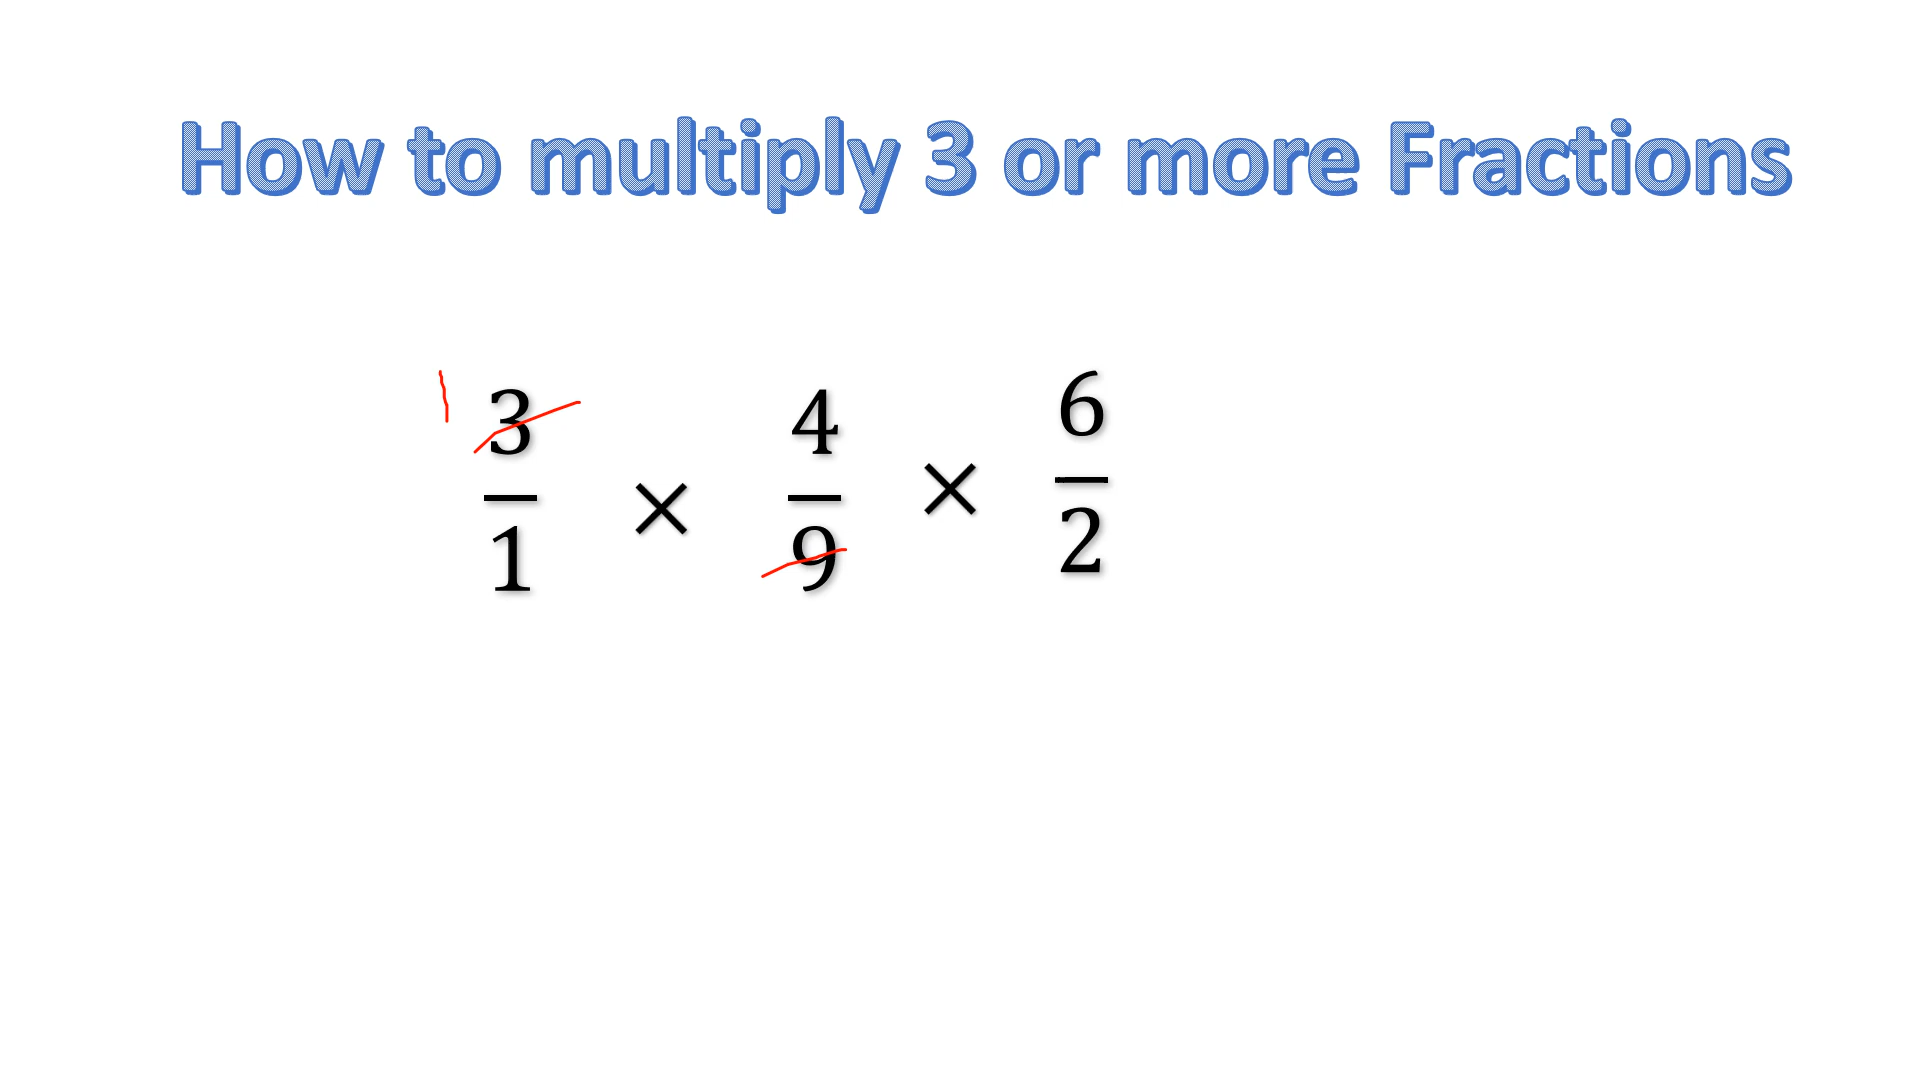 How to multiply 3 or more Fractions
1
3/1 × 4/9 × 6/2